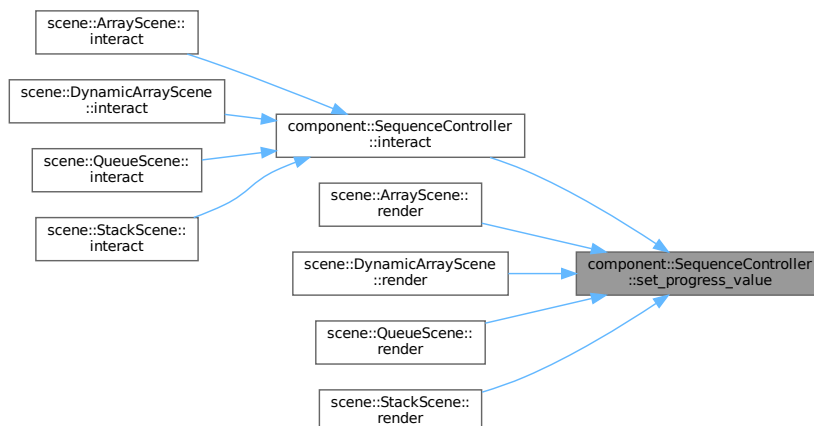 scene::ArrayScene::
interact
scene::DynamicArrayScene
::interact
scene::QueueScene::
interact
scene::StackScene::
interact
component::SequenceController
::interact
scene::ArrayScene::
render
scene::DynamicArrayScene
::render
scene::QueueScene::
render
scene::StackScene::
render
component::SequenceController
::set_progress_value